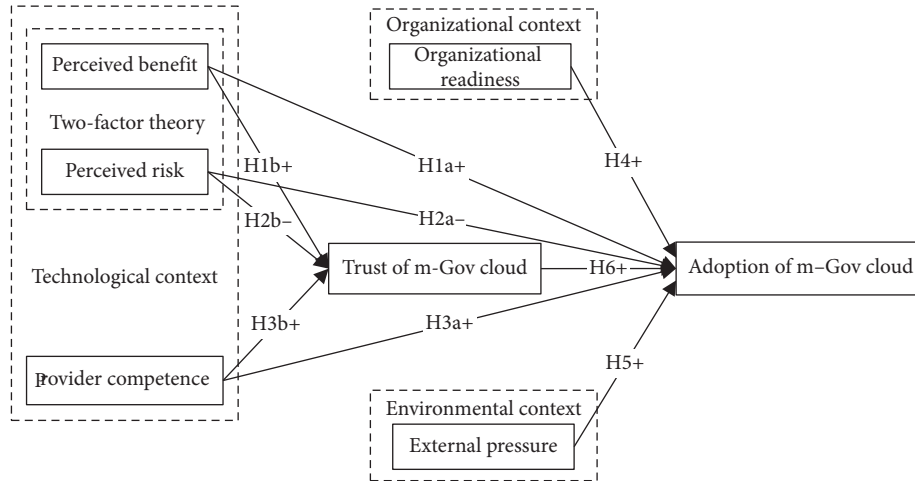 Organizational context
Organizational
readiness
Perceived benefit
Two-factor theory
Perceived risk
H1b+
H1a+
H4+
H2b–
H2a–
Technological context
Trust of m-Gov cloud
H6+
Adoption of m–Gov cloud
H3b+
H3a+
H5+
Provider competence
Environmental context
External pressure